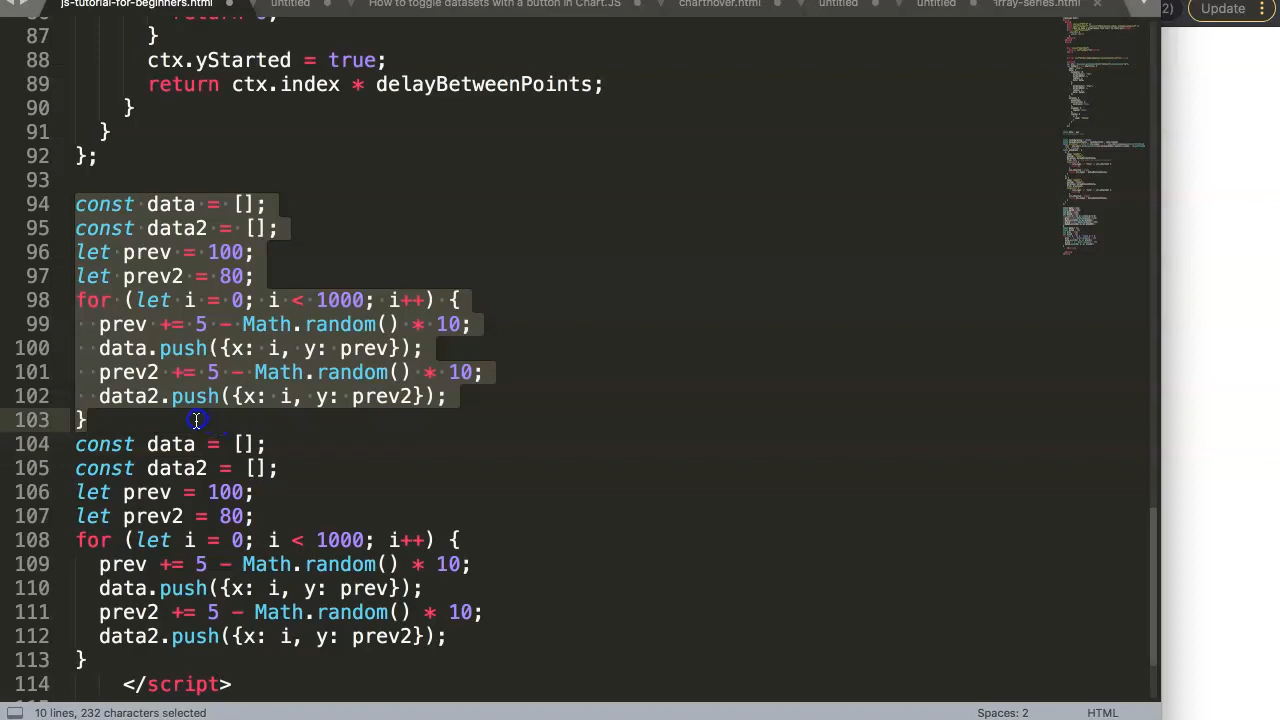 js-tutorial-for-beginners.html untitled How to toggle datasets with a button in Chart.JS charthover.html untitled untitled array-series.html 2) Update
87 }
88 ctx.yStarted = true;
89 return ctx.index * delayBetweenPoints;
90 }
91 }
92 };
93
94 const data = [];
95 const data2 = [];
96 let prev = 100;
97 let prev2 = 80;
98 for (let i = 0; i < 1000; i++) {
99 prev += 5 - Math.random() * 10;
100 data.push({x: i, y: prev});
101 prev2 += 5 - Math.random() * 10;
102 data2.push({x: i, y: prev2});
103 }
104 const data = [];
105 const data2 = [];
106 let prev = 100;
107 let prev2 = 80;
108 for (let i = 0; i < 1000; i++) {
109 prev += 5 - Math.random() * 10;
110 data.push({x: i, y: prev});
111 prev2 += 5 - Math.random() * 10;
112 data2.push({x: i, y: prev2});
113 }
114 </script>
10 lines, 232 characters selected Spaces: 2 HTML